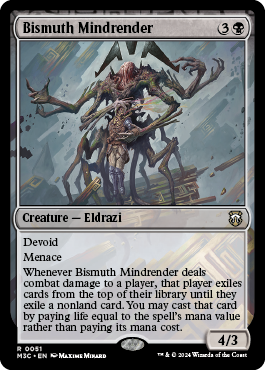 Bismuth Mindrender 3
Creature — Eldrazi
Devoid
Menace
Whenever Bismuth Mindrender deals
combat damage to a player, that player exiles
cards from the top of their library until they
exile a nonland card. You may cast that card
by paying life equal to the spell's mana value
rather than paying its mana cost.
4/3
R 0051
M3C • EN Maxime Minard
™ & © 2024 Wizards of the Coast